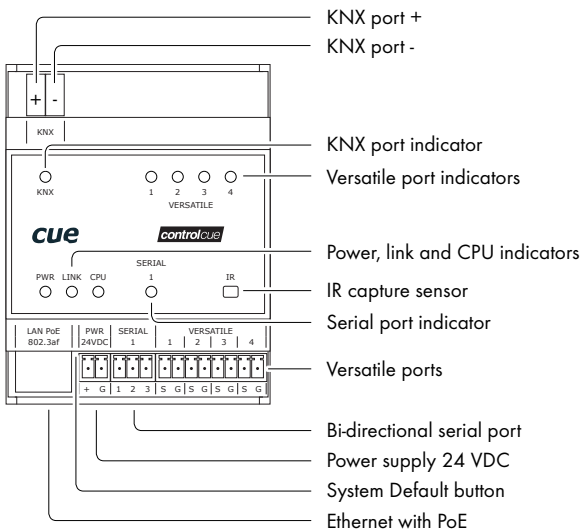 KNX port +
KNX port -
+ -
KNX
KNX port indicator
KNX
1 2 3 4
VERSATILE
Versatile port indicators
cue
controlcue
Power, link and CPU indicators
SERIAL
PWR LINK CPU 1 IR
IR capture sensor
Serial port indicator
LAN PoE PWR SERIAL VERSATILE
802.3af 24VDC 1 1 2 3 4
Versatile ports
+ G 1 2 3 S G S G S G S G
Bi-directional serial port
Power supply 24 VDC
System Default button
Ethernet with PoE